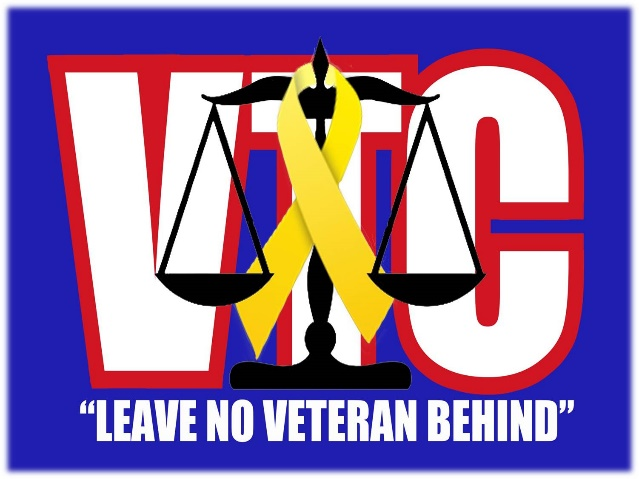 VTC
“LEAVE NO VETERAN BEHIND”